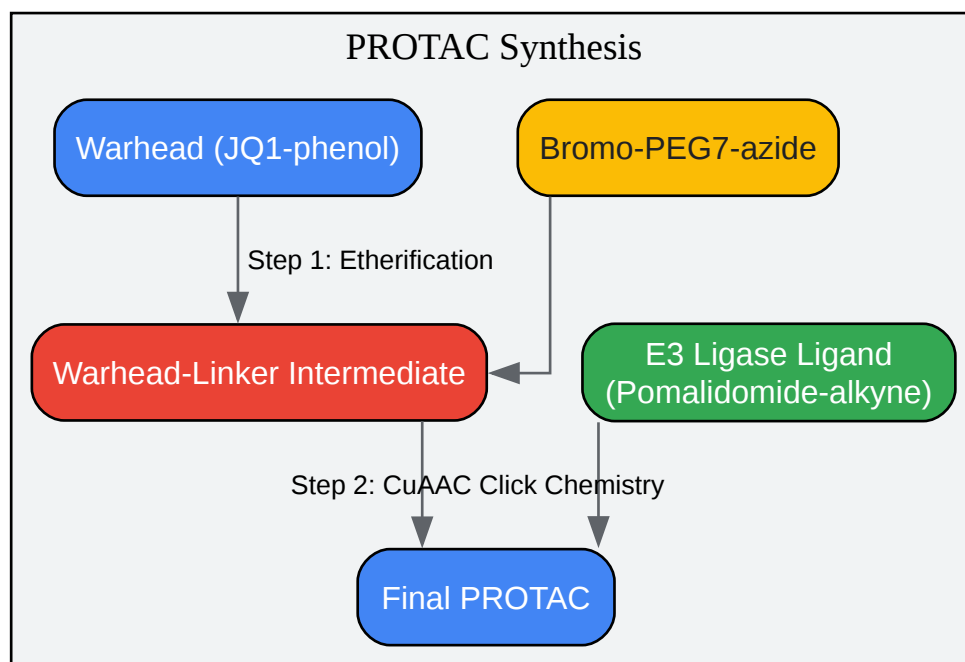 PROTAC Synthesis
Warhead (JQ1-phenol)
Bromo-PEG7-azide
Step 1: Etherification
Warhead-Linker Intermediate
E3 Ligase Ligand
(Pomalidomide-alkyne)
Step 2: CuAAC Click Chemistry
Final PROTAC